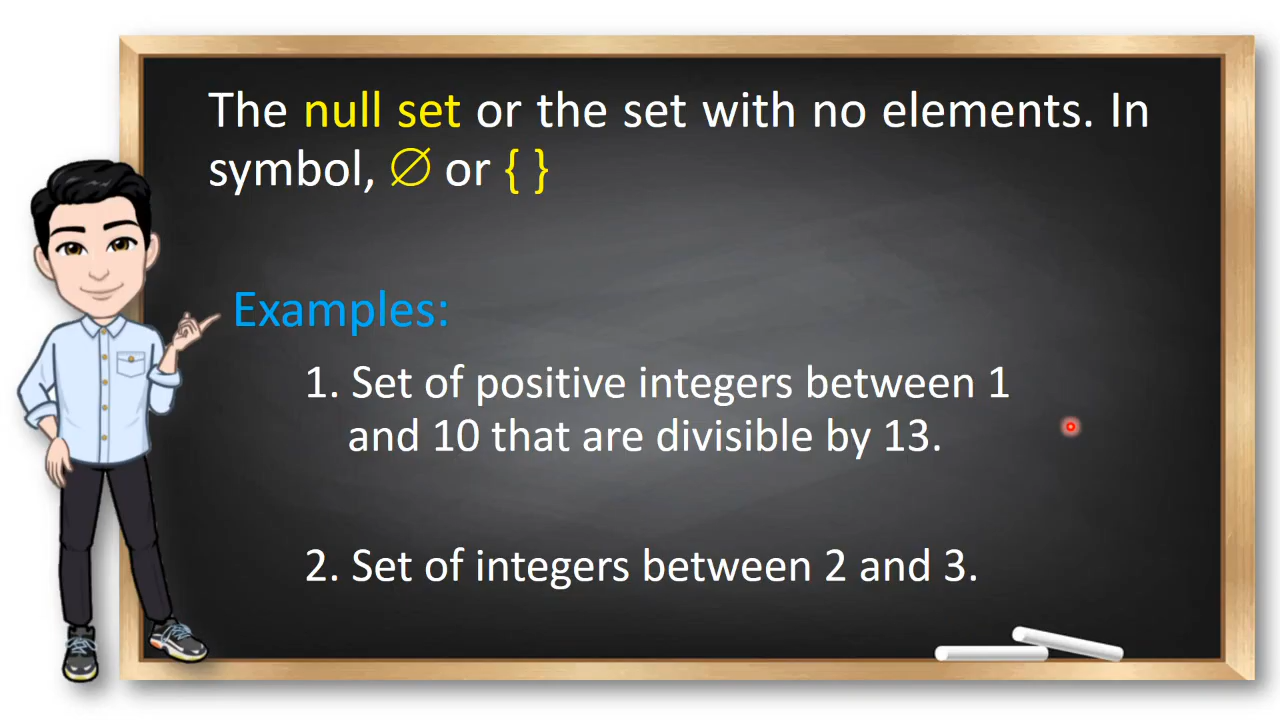 The null set or the set with no elements. In
symbol, ∅ or { }
Examples:
1. Set of positive integers between 1
and 10 that are divisible by 13.
2. Set of integers between 2 and 3.